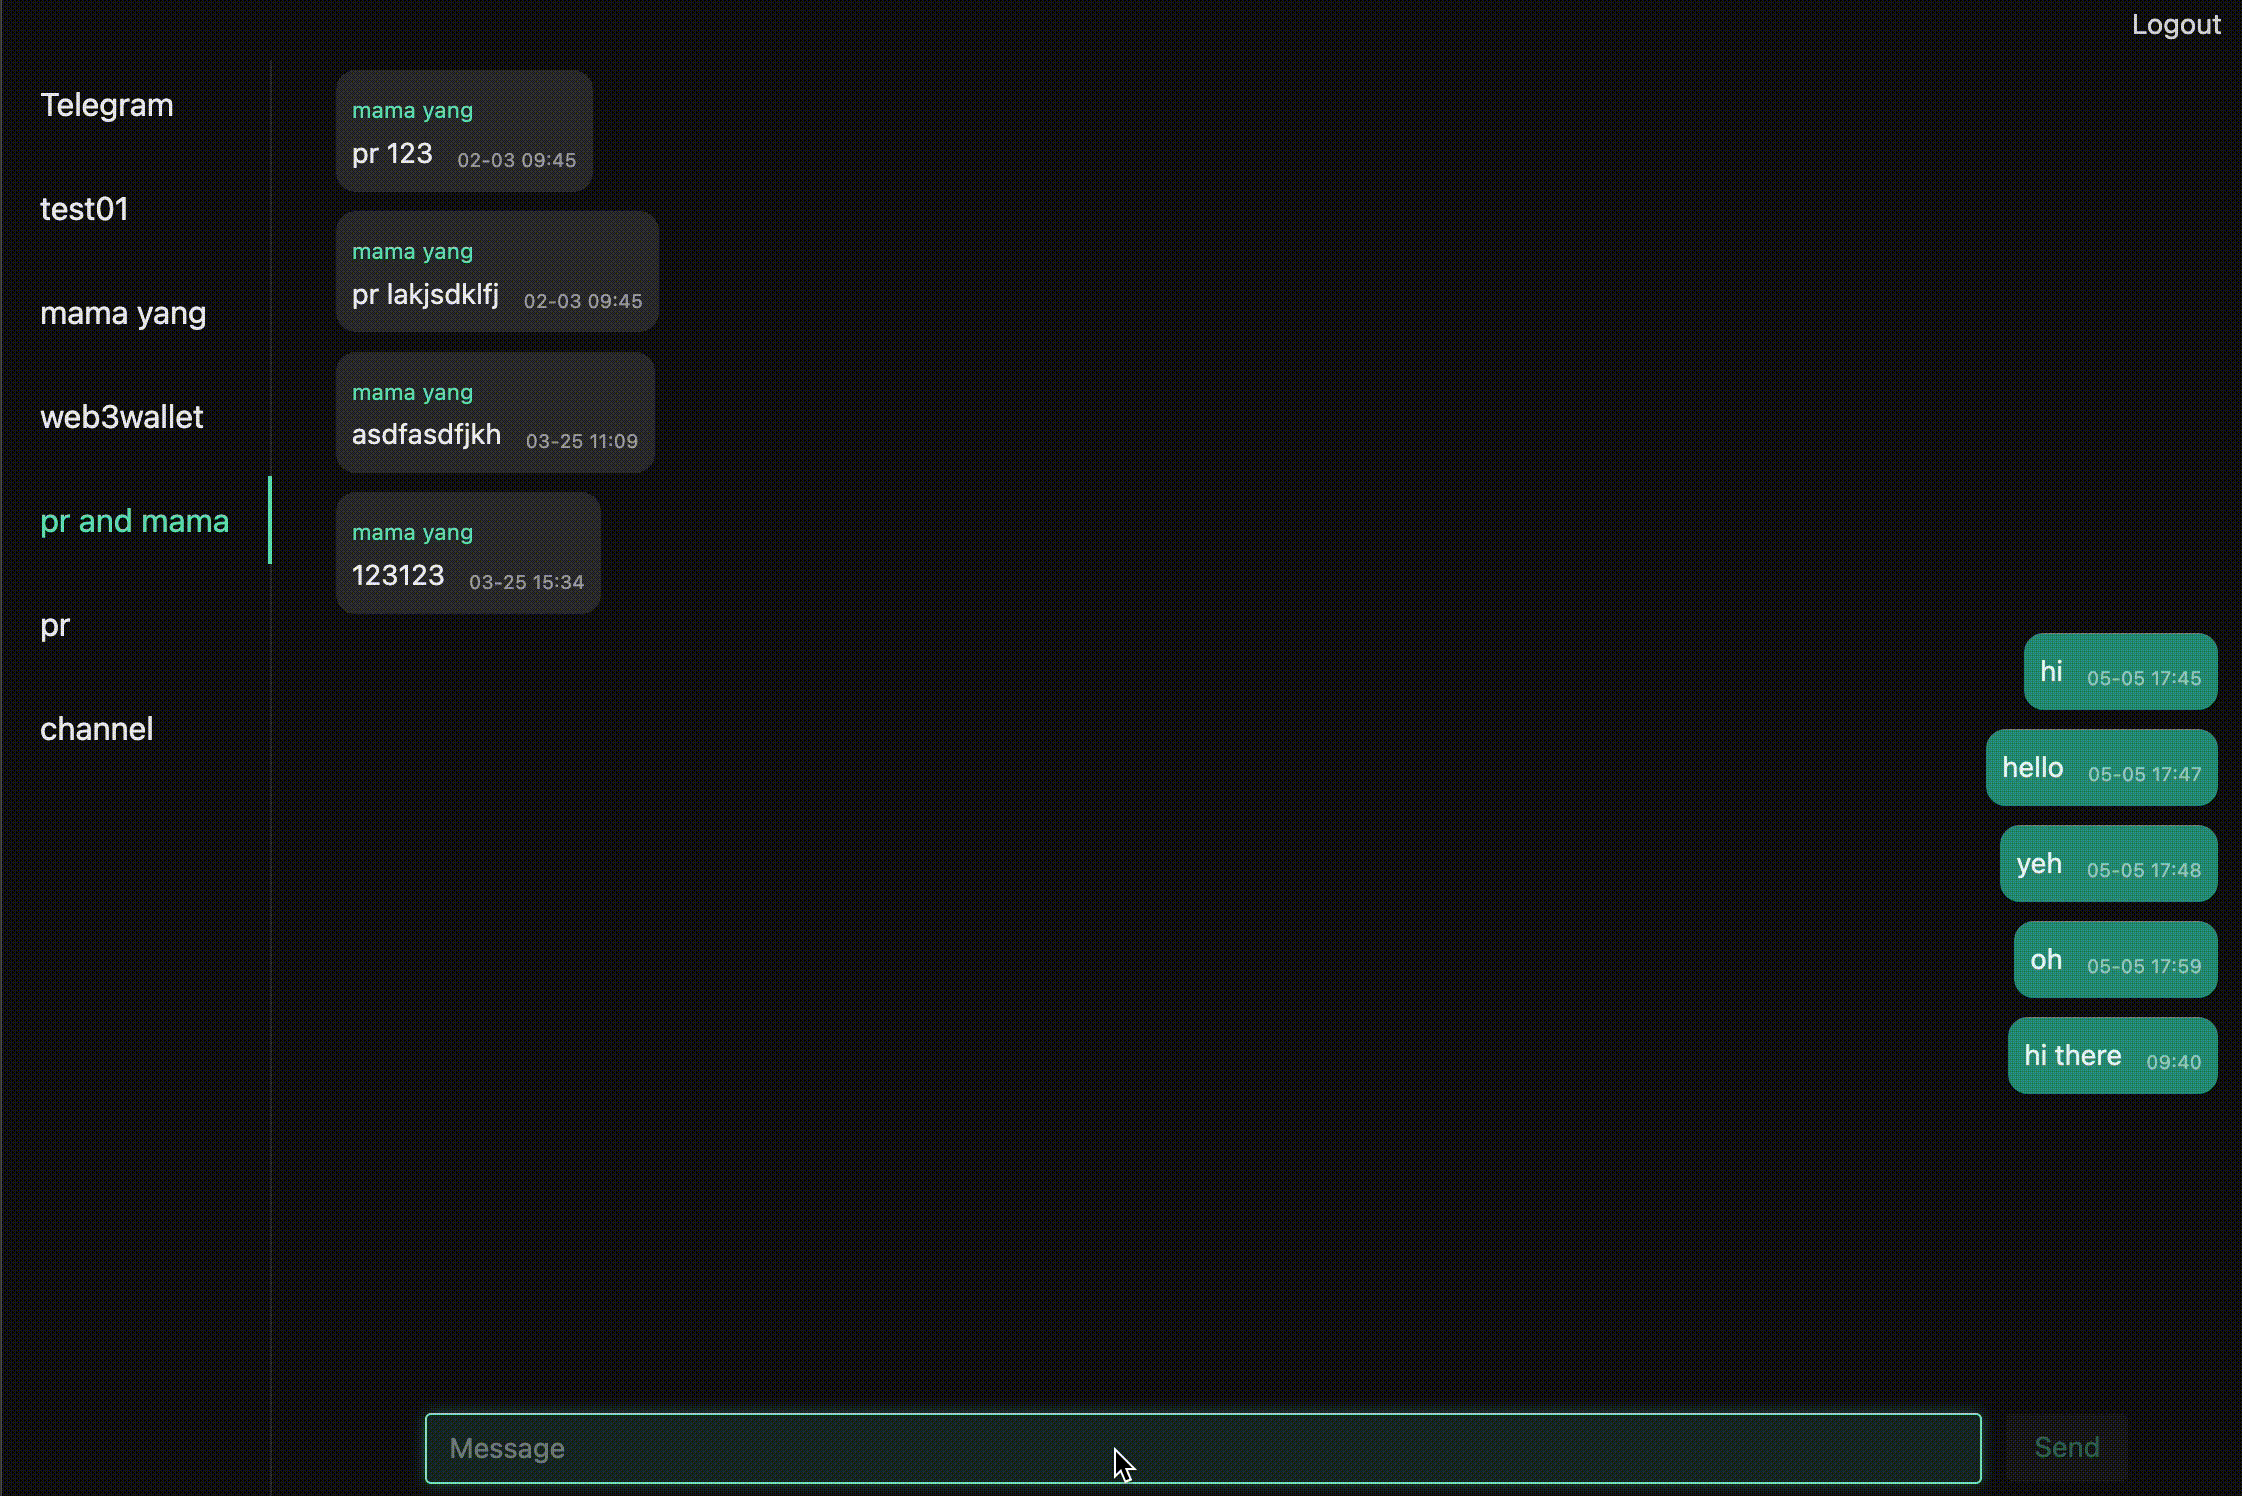 Logout
Telegram
test01
mama yang
web3wallet
pr and mama
pr
channel
mama yang
pr 123 02-03 09:45
mama yang
pr lakjsdklfj 02-03 09:45
mama yang
asdfasdfjkh 03-25 11:09
mama yang
123123 03-25 15:34
hi 05-05 17:45
hello 05-05 17:47
yeh 05-05 17:48
oh 05-05 17:59
hi there 09:40
Message
Send